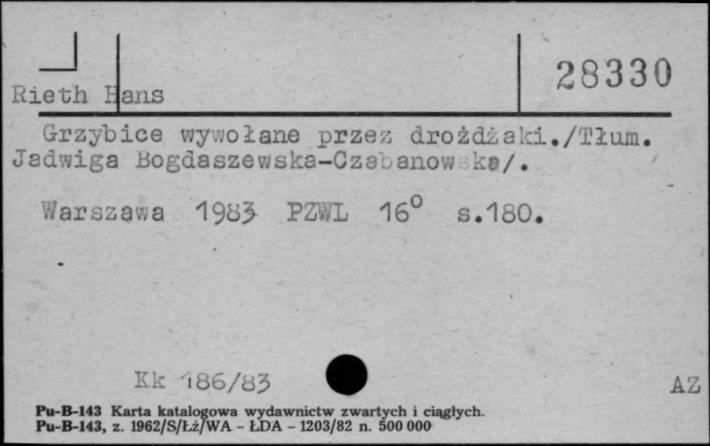 28330
Rieth Hans
Grzybice wywołane przez drożdżaki./Tłum.
Jadwiga Bogdaszewska-Czabanowska/.
Warszawa 1983 PZWL 16° s.180.
Kk 186/83
AZ
Pu-B-143 Karta katalogowa wydawnictw zwartych i ciągłych.
Pu-B-143, z. 1962/S/Łż/WA - ŁDA - 1203/82 n. 500 000